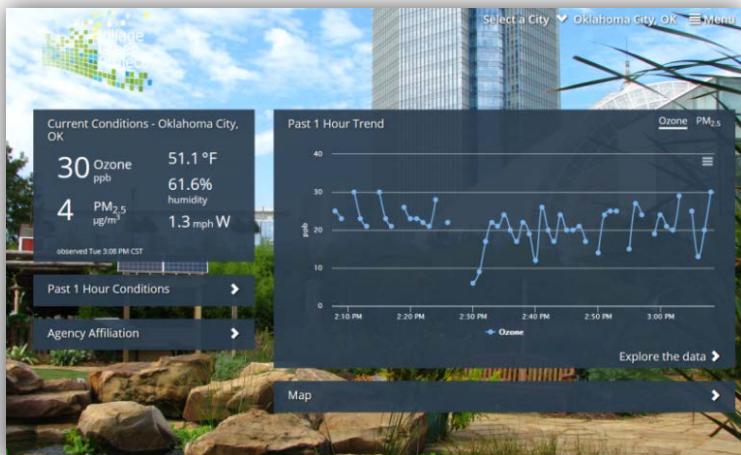 Village
Green
Project
Select a City
Oklahoma City, OK
Menu
Current Conditions - Oklahoma City,
OK
30 Ozone
ppb
4 PM2.5
µg/m³
51.1 °F
61.6%
humidity
1.3 mph W
observed Tue 3:08 PM CST
Past 1 Hour Conditions
Agency Affiliation
Past 1 Hour Trend
Ozone PM2.5
40
30
20
10
0
ppb
2:10 PM 2:20 PM 2:30 PM 2:40 PM 2:50 PM 3:00 PM
Ozone
Explore the data
Map